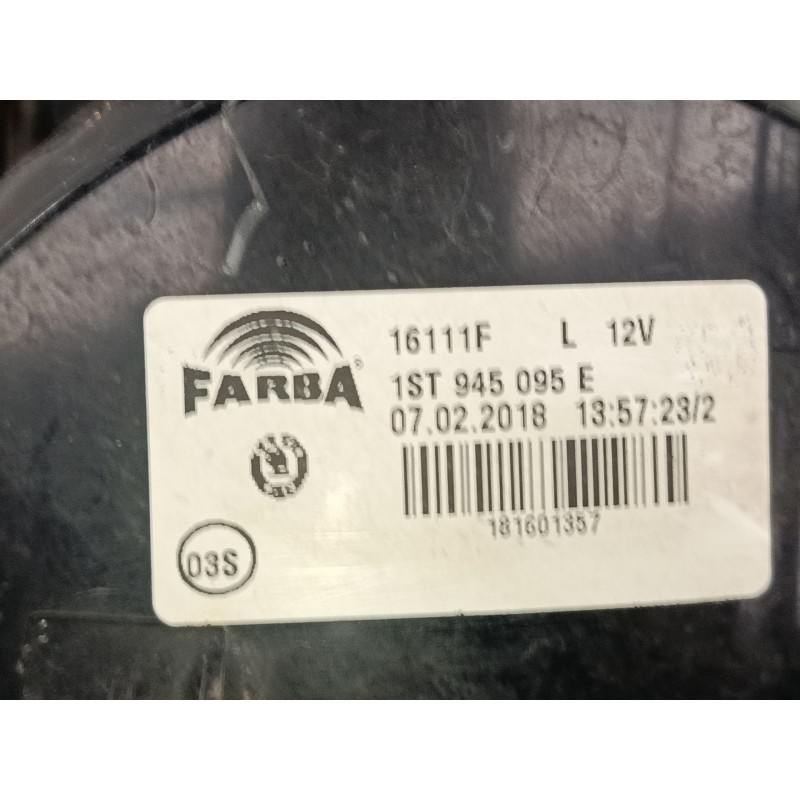 FARBA®
16111F L 12V
1ST 945 095 E
07.02.2018 13:57:23/2
181601357
03S